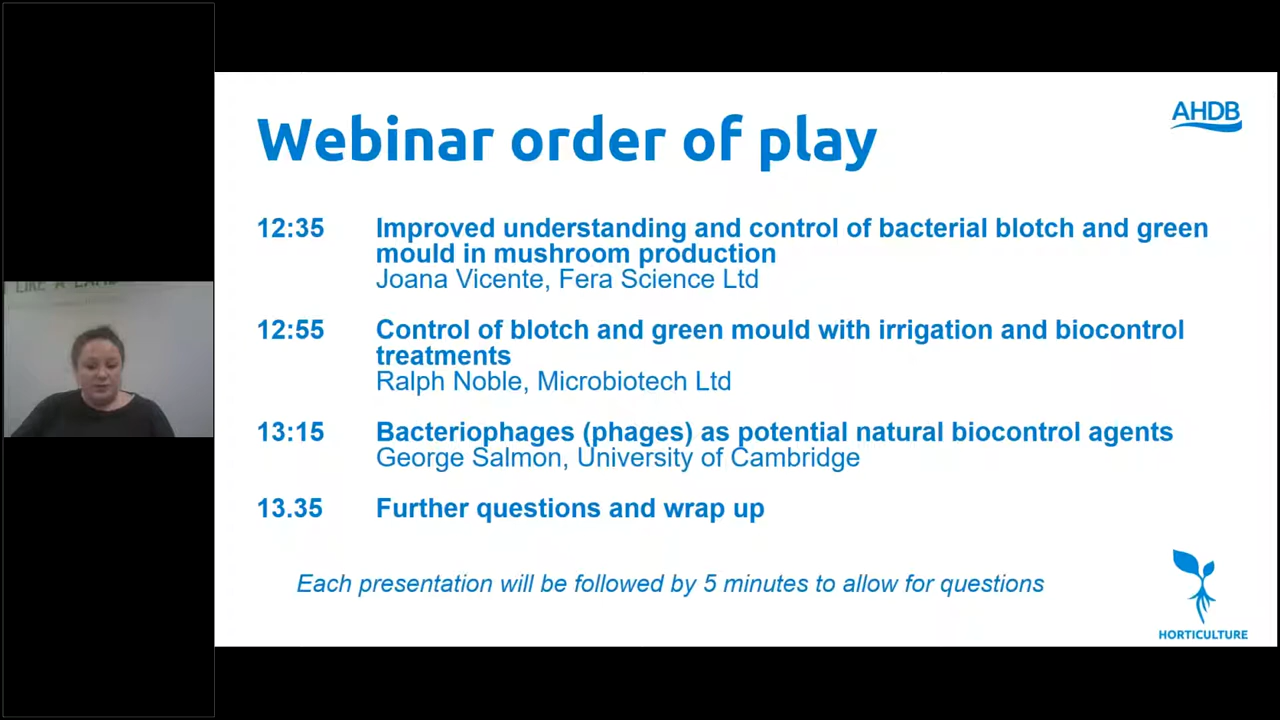 LIKE A LAMB
Webinar order of play
AHDB
12:35 Improved understanding and control of bacterial blotch and green
mould in mushroom production
Joana Vicente, Fera Science Ltd
12:55 Control of blotch and green mould with irrigation and biocontrol
treatments
Ralph Noble, Microbiotech Ltd
13:15 Bacteriophages (phages) as potential natural biocontrol agents
George Salmon, University of Cambridge
13.35 Further questions and wrap up
Each presentation will be followed by 5 minutes to allow for questions
HORTICULTURE